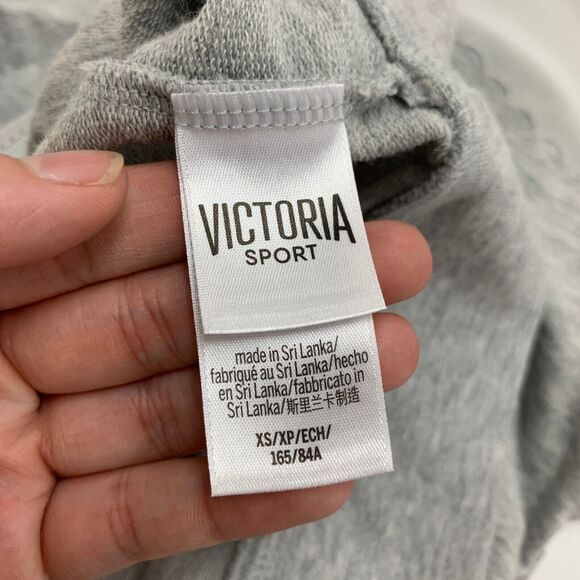 VICTORIA
SPORT
made in Sri Lanka/
fabriqué au Sri Lanka/hecho
en Sri Lanka/fabbricato in
Sri Lanka/斯里兰卡制造
XS/XP/ECH/
165/84A